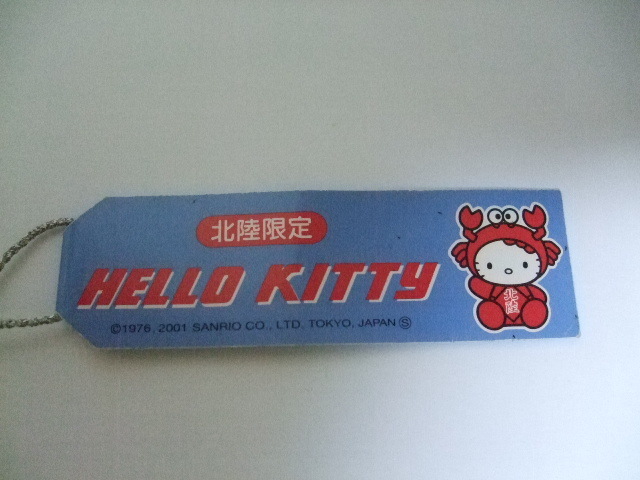 北陸限定
HELLO KITTY
©1976, 2001 SANRIO CO., LTD. TOKYO, JAPAN Ⓢ
北陸